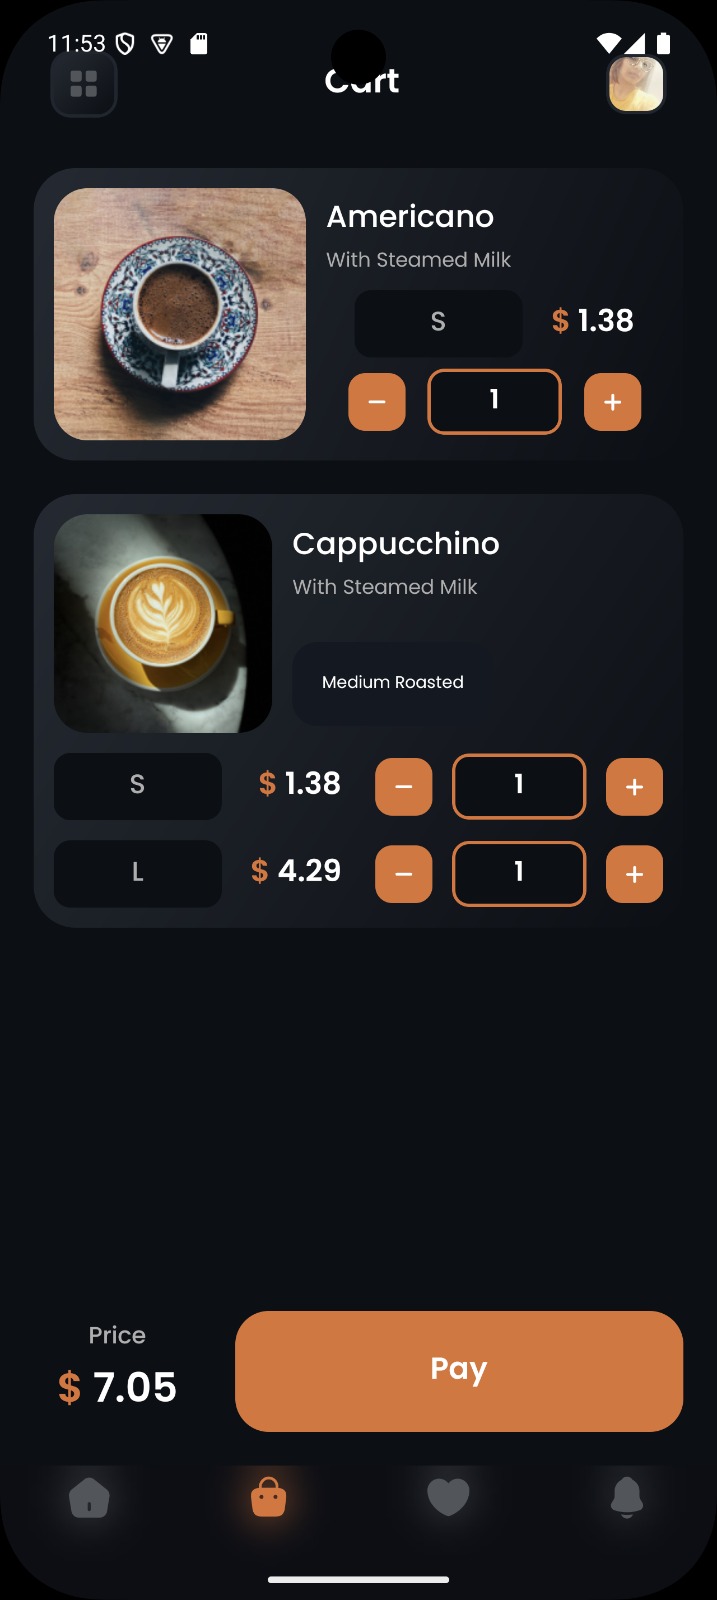 11:53
Cart
Americano
With Steamed Milk
S
$ 1.38
1
Cappucchino
With Steamed Milk
Medium Roasted
S $ 1.38 1
L $ 4.29 1
Price
$ 7.05
Pay